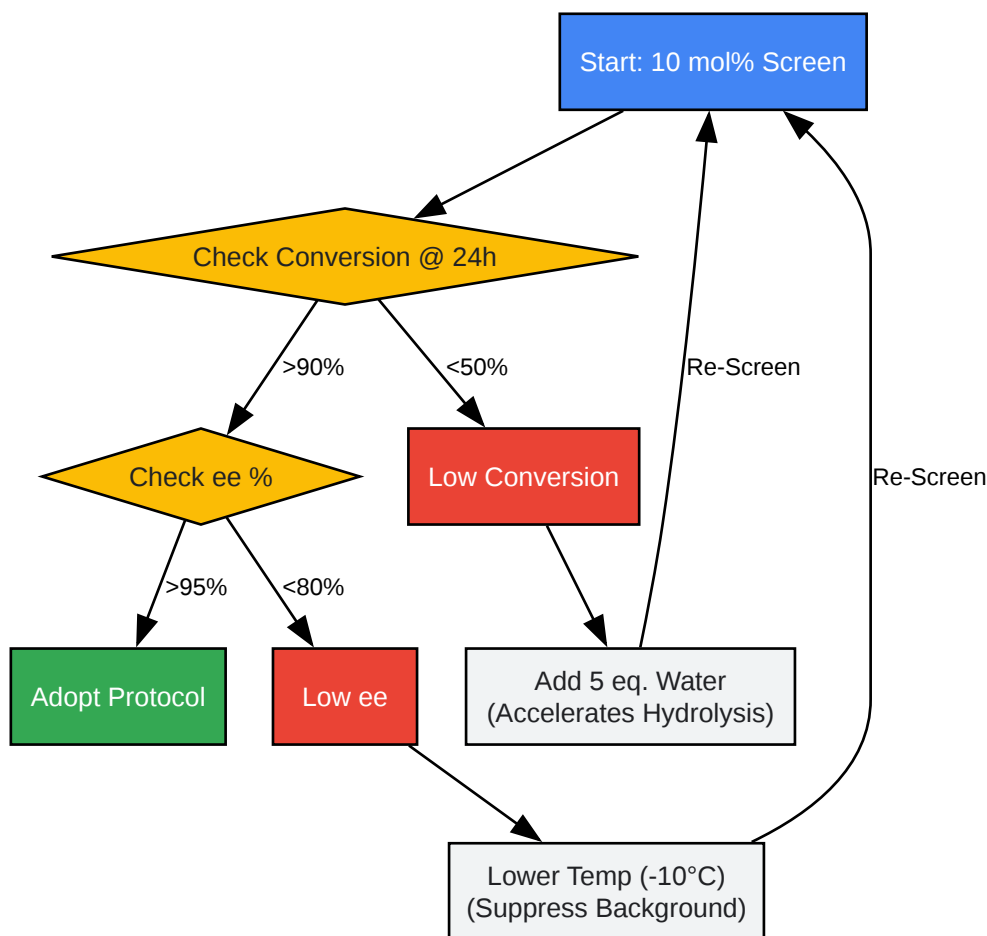 Start: 10 mol% Screen
Check Conversion @ 24h
>90%
<50%
Re-Screen
Check ee %
Low Conversion
Re-Screen
>95%
<80%
Adopt Protocol
Low ee
Add 5 eq. Water
(Accelerates Hydrolysis)
Lower Temp (-10°C)
(Suppress Background)